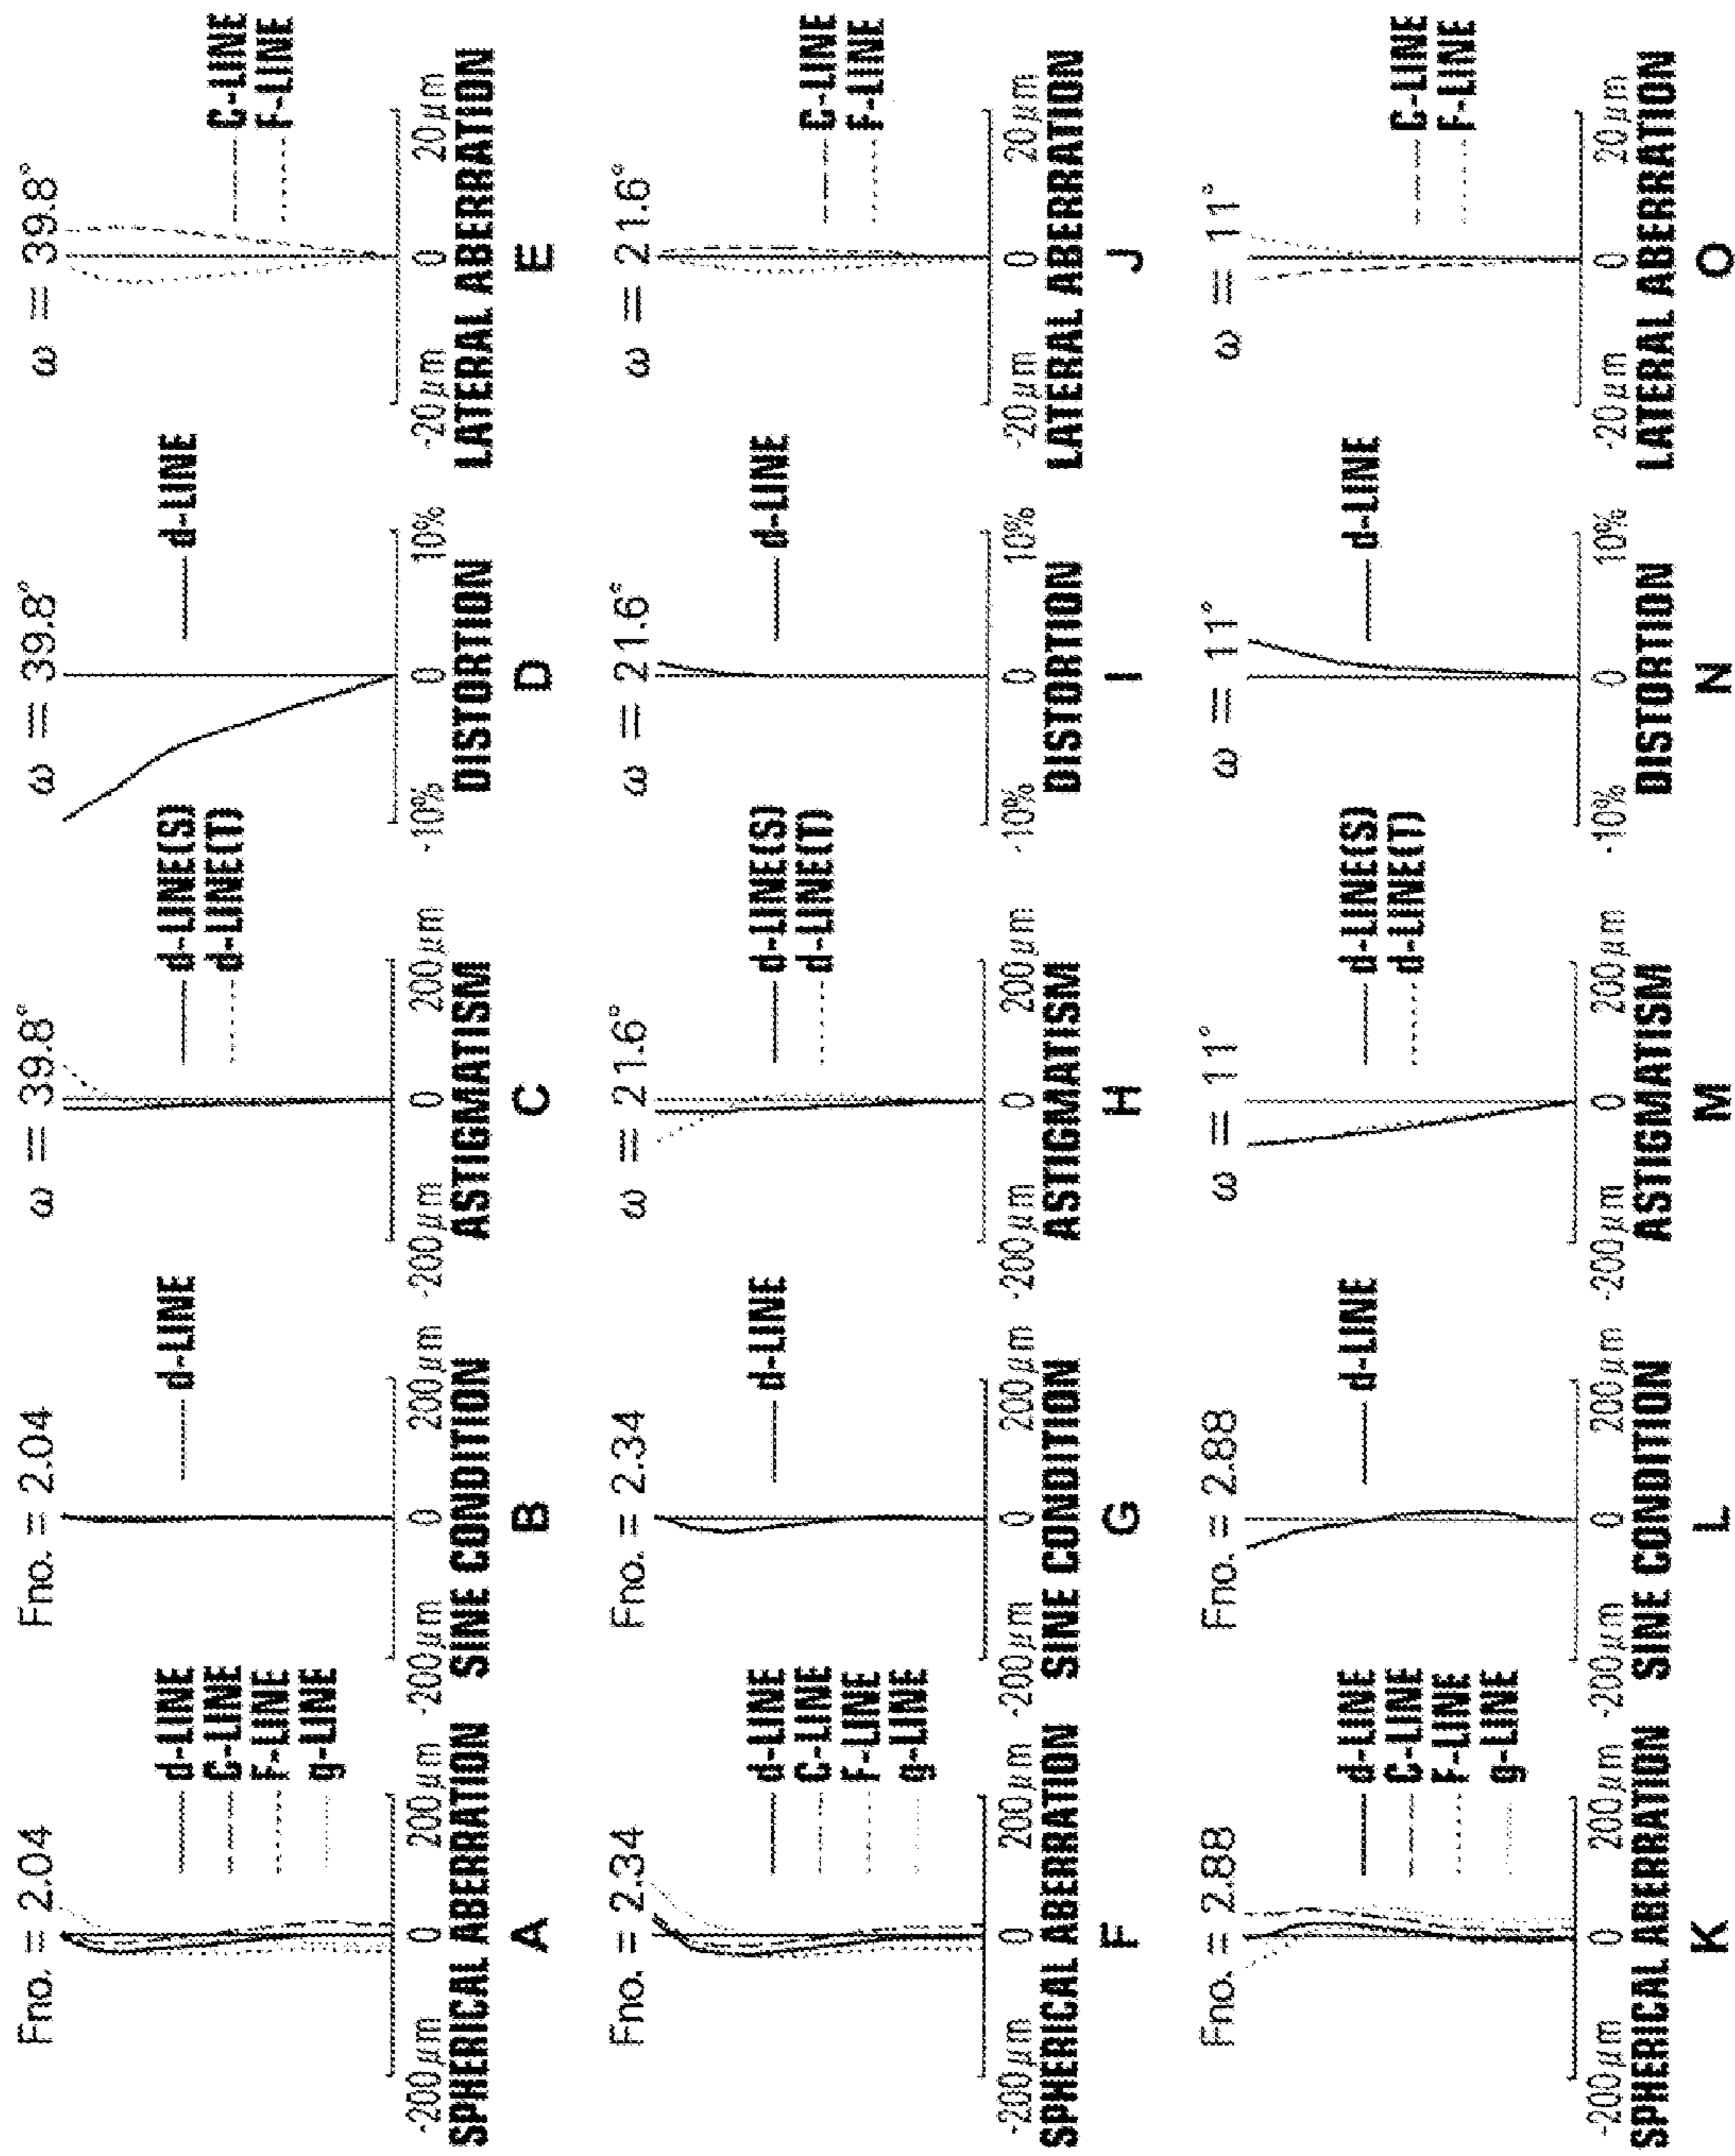 Fno. = 2.04
d-LINE
C-LINE
F-LINE
g-LINE
-200μm 0 200μm
SPHERICAL ABERRATION
A
Fno. = 2.04
d-LINE
-200μm 0 200μm
SINE CONDITION
B
ω = 39.8°
d-LINE(S)
d-LINE(T)
-200μm 0 200μm
ASTIGMATISM
C
ω = 39.8°
d-LINE
-10% 0 10%
DISTORTION
D
ω = 39.8°
C-LINE
F-LINE
-20μm 0 20μm
LATERAL ABERRATION
E
Fno. = 2.34
d-LINE
C-LINE
F-LINE
g-LINE
-200μm 0 200μm
SPHERICAL ABERRATION
F
Fno. = 2.34
d-LINE
-200μm 0 200μm
SINE CONDITION
G
ω = 21.6°
d-LINE(S)
d-LINE(T)
-200μm 0 200μm
ASTIGMATISM
H
ω = 21.6°
d-LINE
-10% 0 10%
DISTORTION
I
ω = 21.6°
C-LINE
F-LINE
-20μm 0 20μm
LATERAL ABERRATION
J
Fno. = 2.88
d-LINE
C-LINE
F-LINE
g-LINE
-200μm 0 200μm
SPHERICAL ABERRATION
K
Fno. = 2.88
d-LINE
-200μm 0 200μm
SINE CONDITION
L
ω = 11°
d-LINE(S)
d-LINE(T)
-200μm 0 200μm
ASTIGMATISM
M
ω = 11°
d-LINE
-10% 0 10%
DISTORTION
N
ω = 11°
C-LINE
F-LINE
-20μm 0 20μm
LATERAL ABERRATION
O